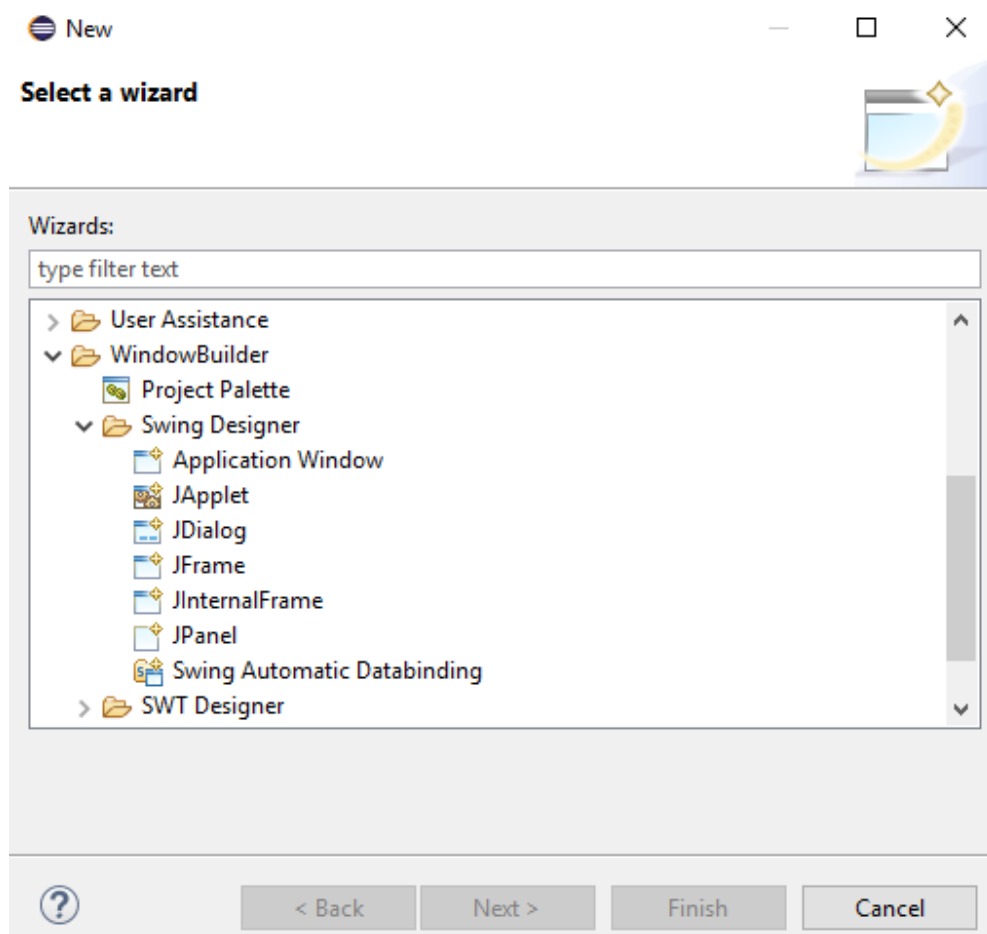 New
Select a wizard
Wizards:
type filter text
User Assistance
WindowBuilder
Project Palette
Swing Designer
Application Window
JApplet
JDialog
JFrame
JInternalFrame
JPanel
Swing Automatic Databinding
SWT Designer
?
< Back Next > Finish Cancel